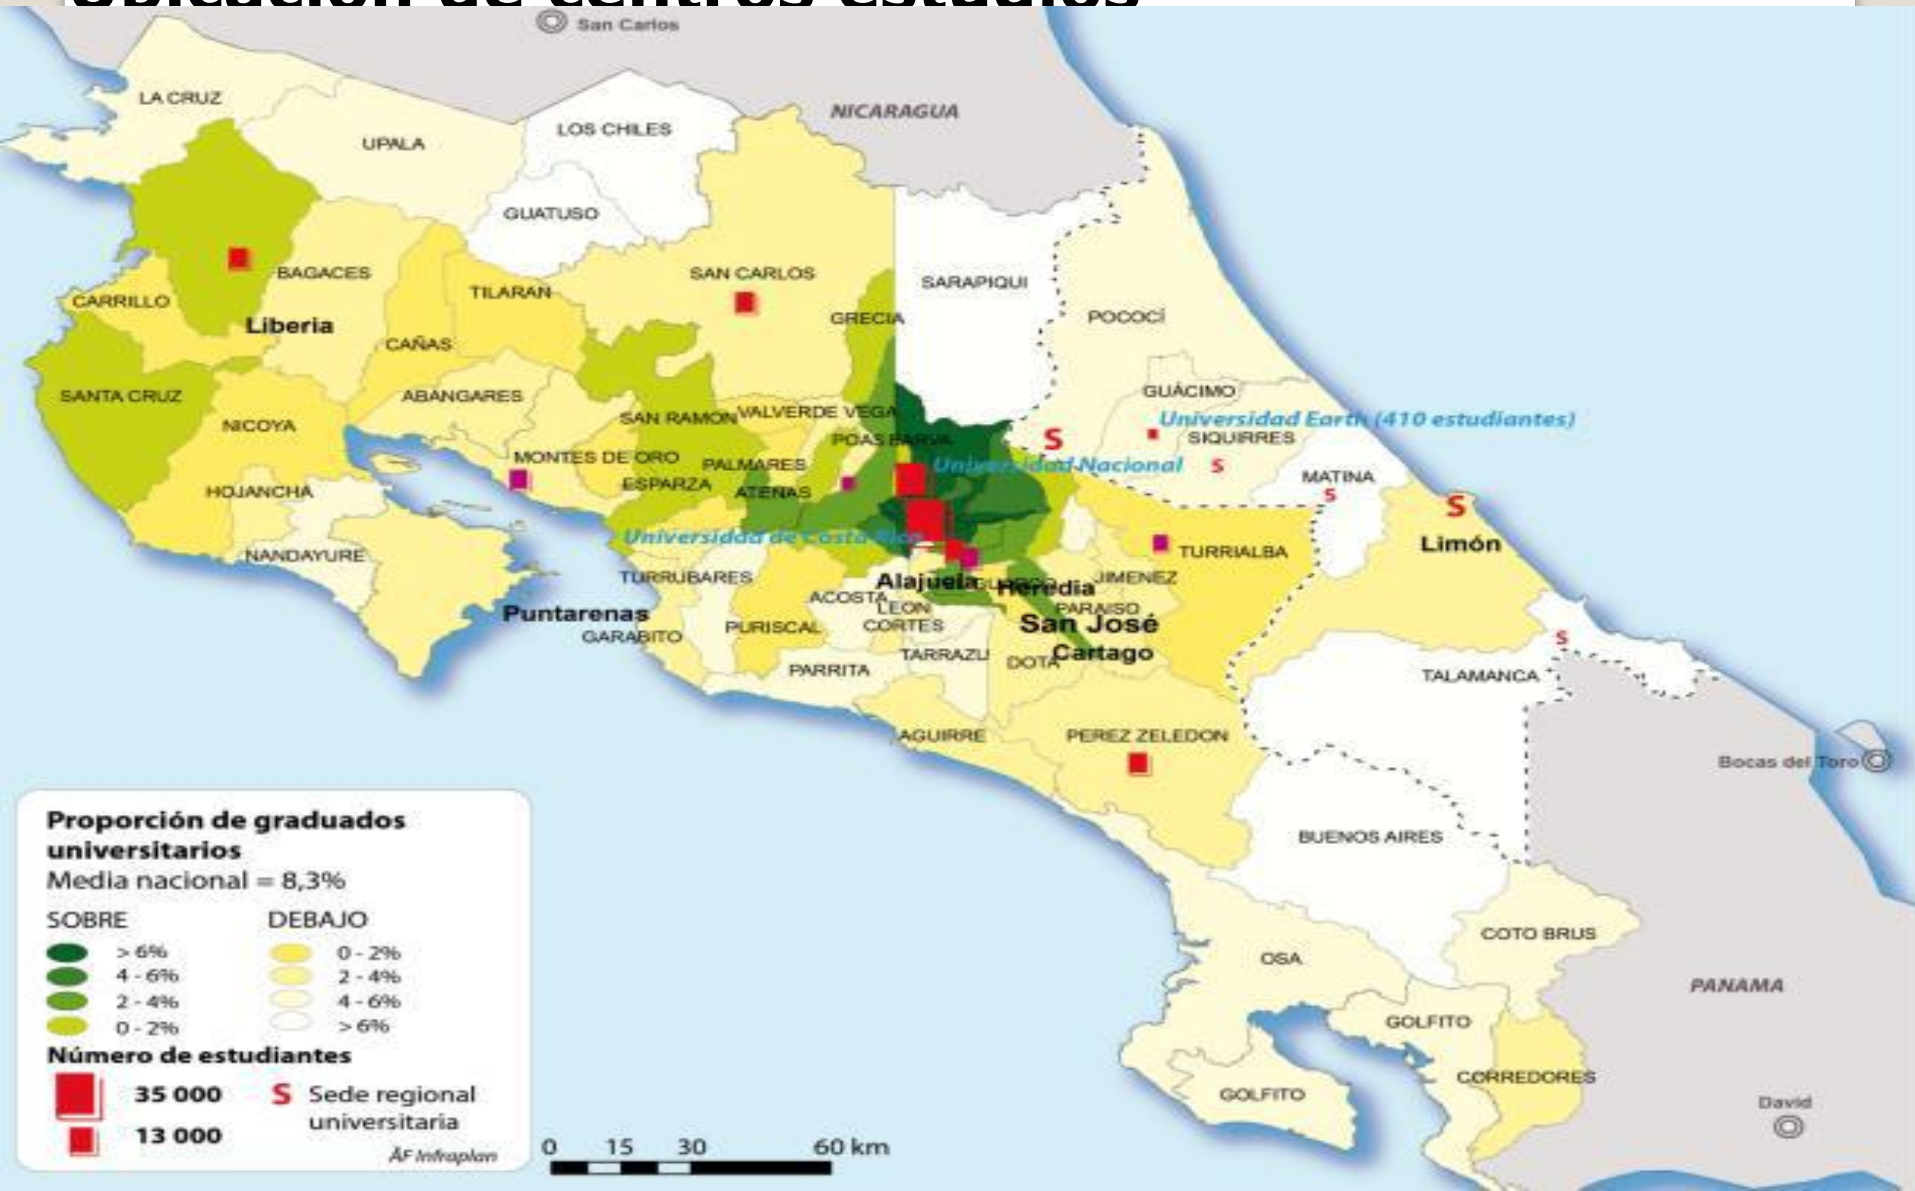 Ubicación de centros estudios
San Carlos
NICARAGUA
LA CRUZ
UPALA
LOS CHILES
GUATUSO
BAGACES
CARRILLO
TILARAN
SAN CARLOS
SARAPIQUI
Liberia
GRECIA
POCOCÍ
CAÑAS
SANTA CRUZ
ABANGARES
GUÁCIMO
NICOYA
SAN RAMON
VALVERDE VEGA
Universidad Earth (410 estudiantes)
POAS
BARVA
SIQUIRRES
S
MONTES DE ORO
PALMARES
Universidad Nacional
S
MATINA
HOJANCHA
ESPARZA
ATENAS
S
S
Universidad de Costa Rica
Limón
NANDAYURE
TURRIALBA
TURRUBARES
Alajuela
Heredia
JIMENEZ
ACOSTA
LEON
CORTES
PARAISO
Puntarenas
GARABITO
PURISCAL
San José
S
TARRAZU
DOTA
Cartago
PARRITA
TALAMANCA
AGUIRRE
PEREZ ZELEDON
Bocas del Toro
BUENOS AIRES
COTO BRUS
OSA
PANAMA
GOLFITO
CORREDORES
GOLFITO
David
Proporción de graduados
universitarios
Media nacional = 8,3%
SOBRE DEBAJO
> 6% 0 - 2%
4 - 6% 2 - 4%
2 - 4% 4 - 6%
0 - 2% > 6%
Número de estudiantes
35 000 S Sede regional
universitaria
13 000
ÅF Infraplan
0 15 30 60 km